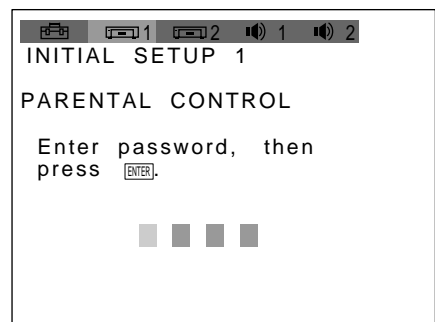 1 2 1 2
INITIAL SETUP 1
PARENTAL CONTROL
Enter password, then
press ENTER.